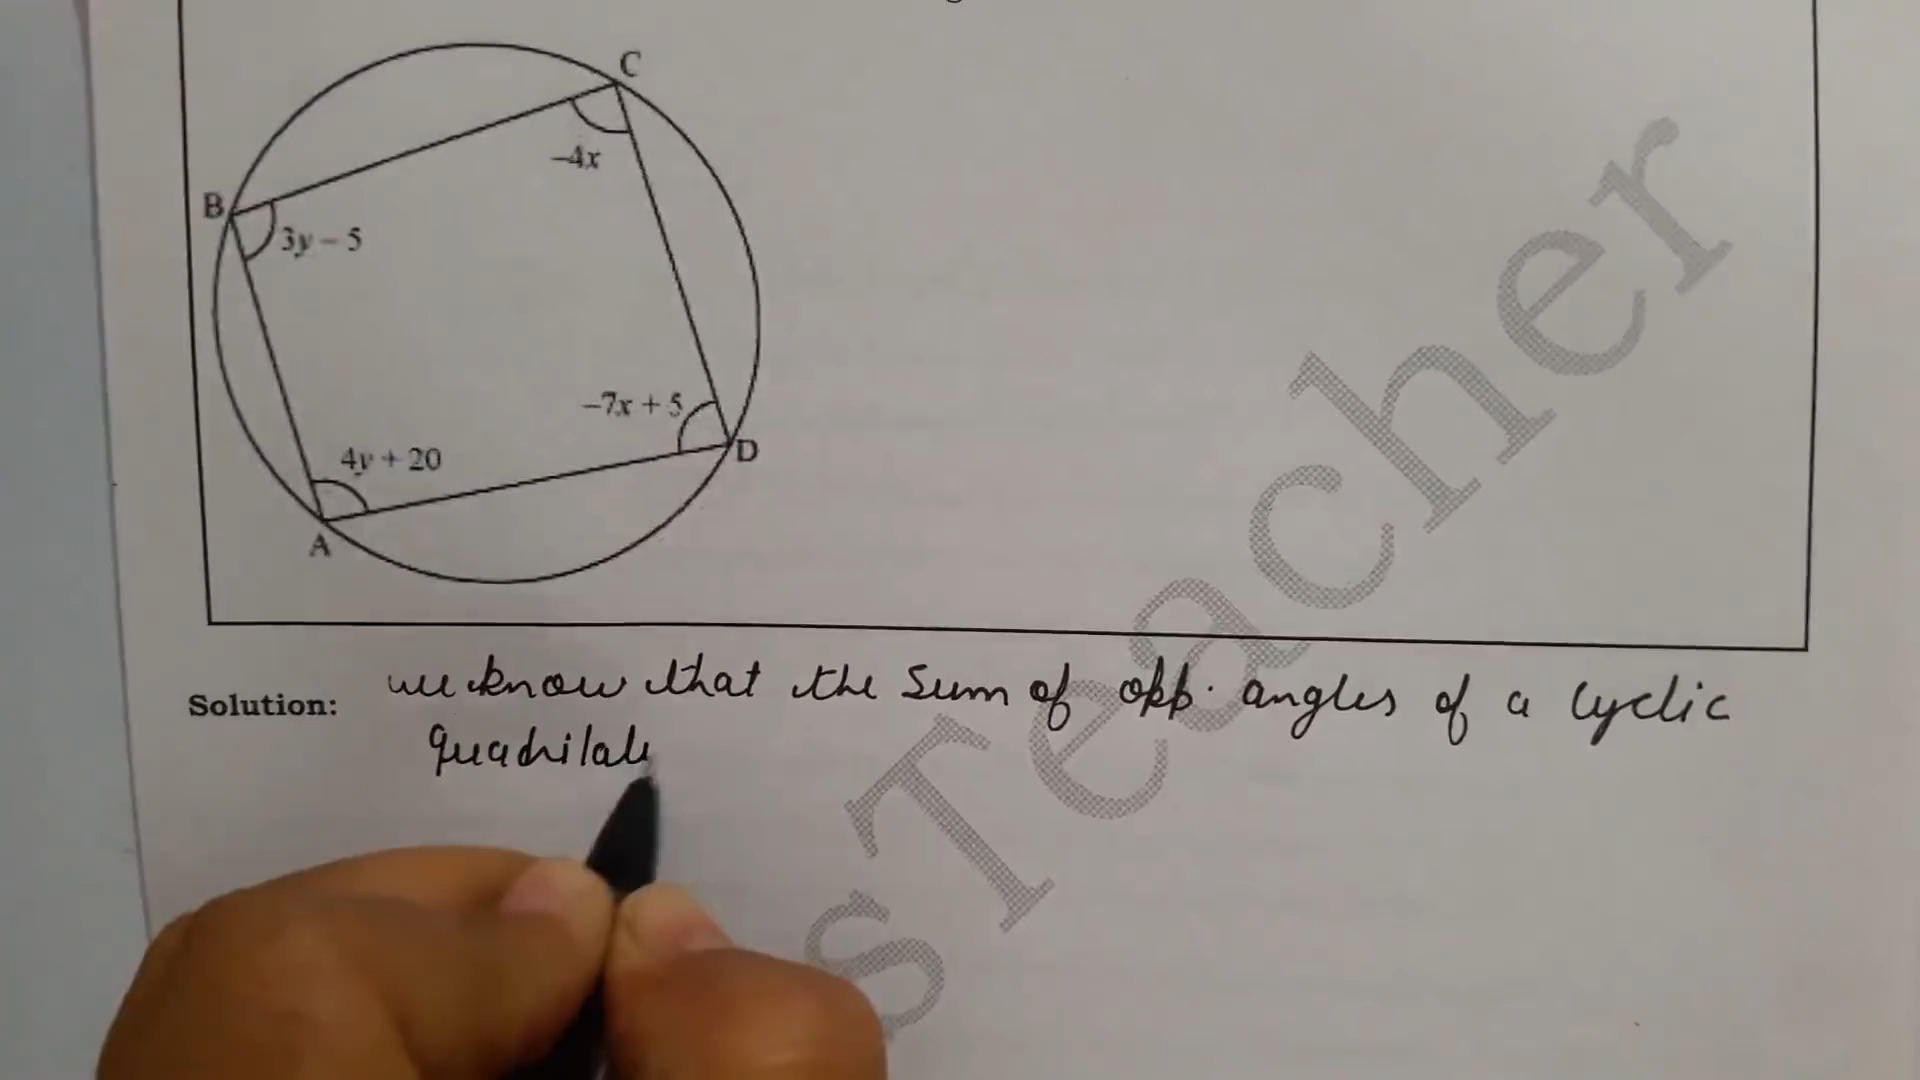 C
-4x
B
3y - 5
-7x + 5
D
4y + 20
A
Solution: we know that the sum of opp. angles of a cyclic
quadrilate
sTeacher